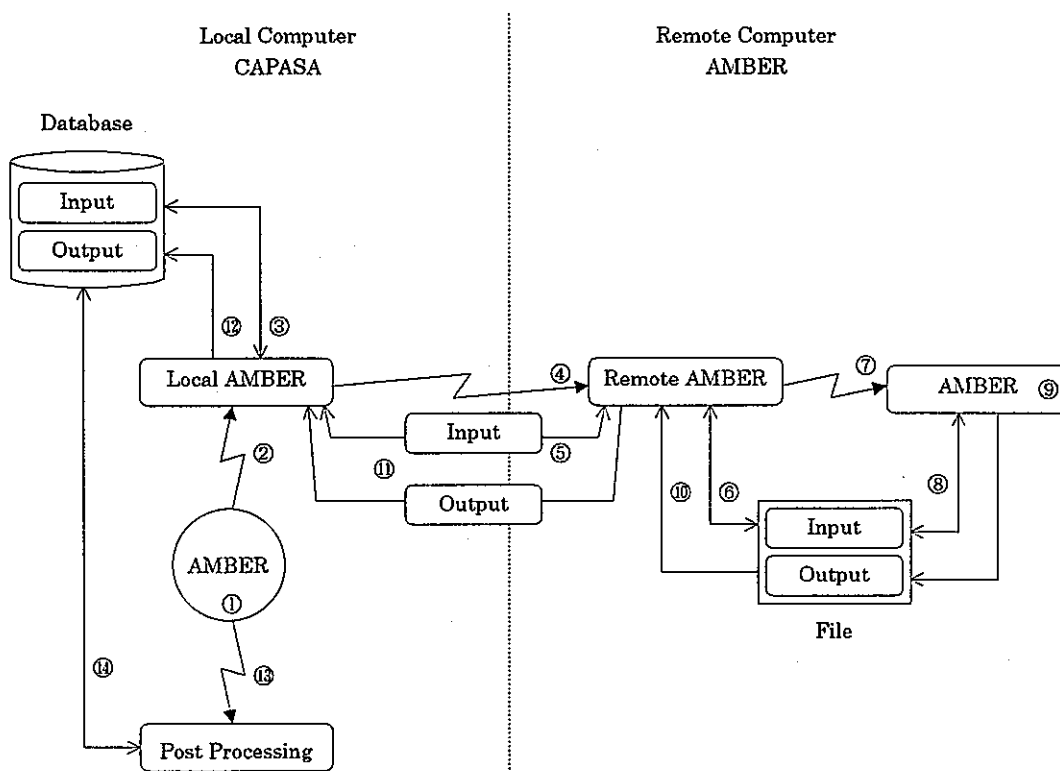 Local Computer
CAPASA
Remote Computer
AMBER
Database
Input
Output
⑫
③
Local AMBER
④
Remote AMBER
⑦
AMBER ⑨
②
⑪
Input
⑤
Output
⑩
⑥
⑧
Input
Output
File
AMBER
①
⑬
⑭
Post Processing